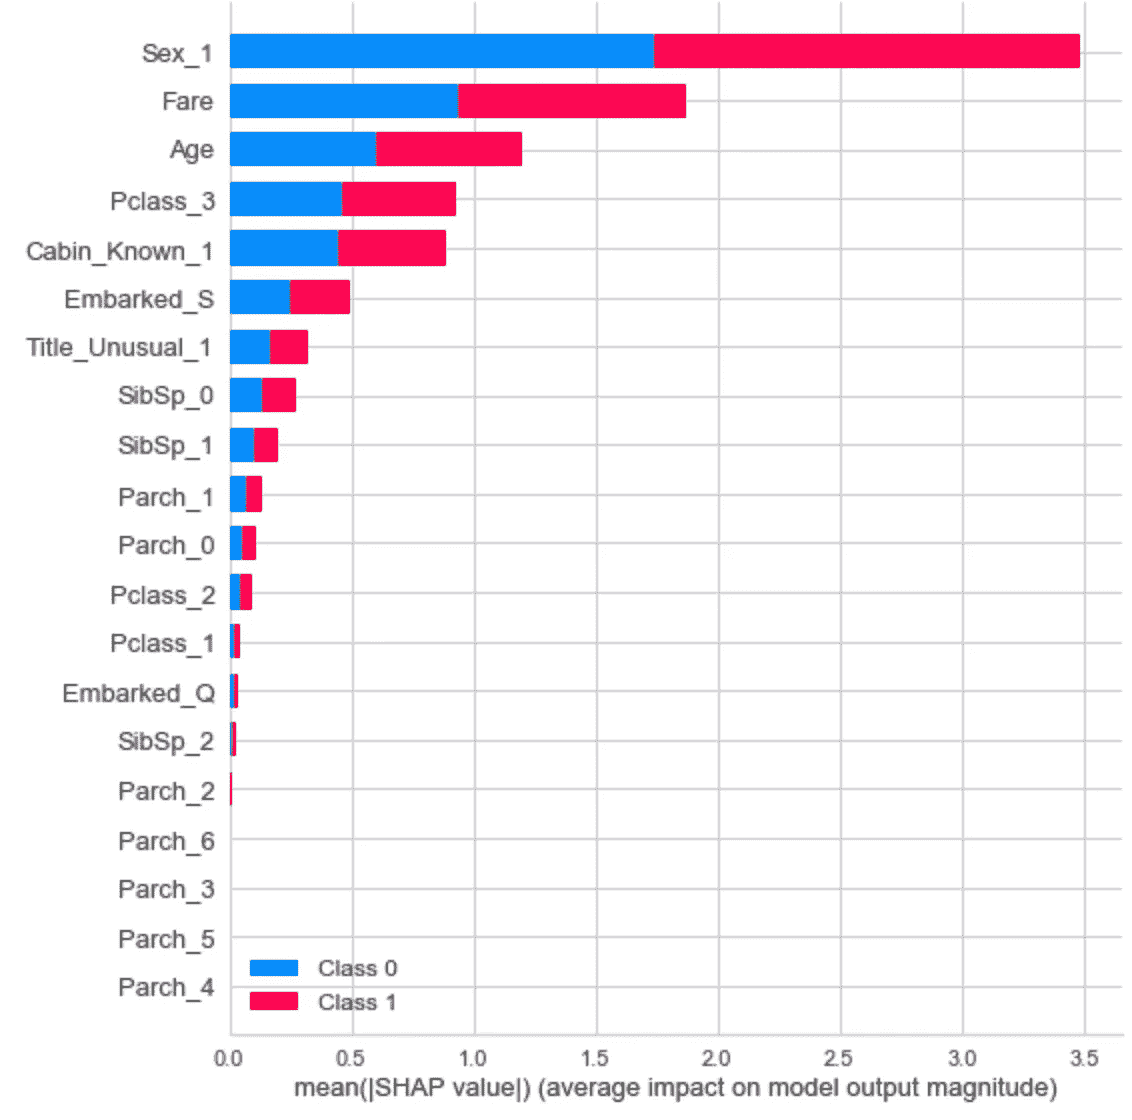 Sex_1
Fare
Age
Pclass_3
Cabin_Known_1
Embarked_S
Title_Unusual_1
SibSp_0
SibSp_1
Parch_1
Parch_0
Pclass_2
Pclass_1
Embarked_Q
SibSp_2
Parch_2
Parch_6
Parch_3
Parch_5
Class 0
Parch_4
Class 1
0.0 0.5 1.0 1.5 2.0 2.5 3.0 3.5
mean(|SHAP value|) (average impact on model output magnitude)